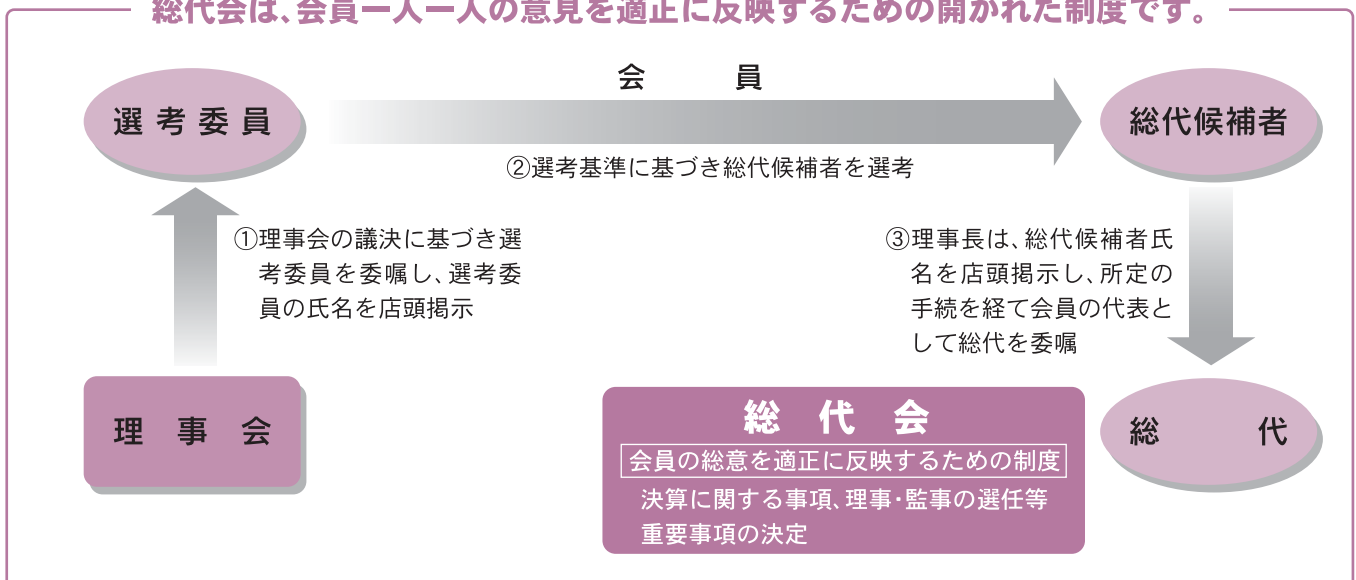 総代会は、会員一人一人の意見を適正に反映するための開かれた制度です。
会員
選考委員
総代候補者
②選考基準に基づき総代候補者を選考
①理事会の議決に基づき選
考委員を委嘱し、選考委
員の氏名を店頭掲示
③理事長は、総代候補者氏
名を店頭掲示し、所定の
手続を経て会員の代表と
して総代を委嘱
理事会
総代会
会員の総意を適正に反映するための制度
決算に関する事項、理事・監事の選任等
重要事項の決定
総代